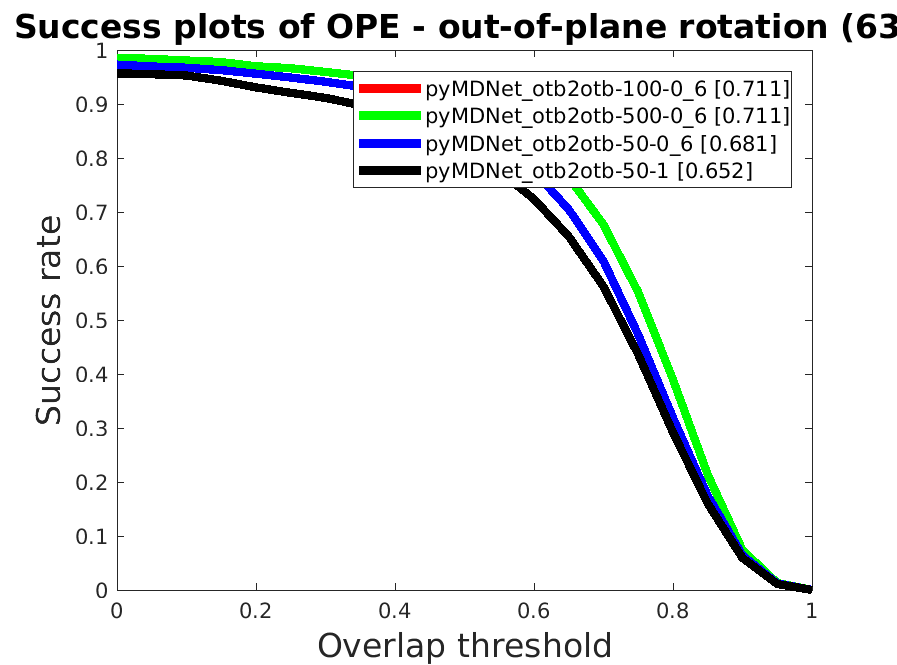 Success plots of OPE - out-of-plane rotation (63
1
0.9
0.8
0.7
0.6
0.5
0.4
0.3
0.2
0.1
0
Success rate
pyMDNet_otb2otb-100-0_6 [0.711]
pyMDNet_otb2otb-500-0_6 [0.711]
pyMDNet_otb2otb-50-0_6 [0.681]
pyMDNet_otb2otb-50-1 [0.652]
0 0.2 0.4 0.6 0.8 1
Overlap threshold